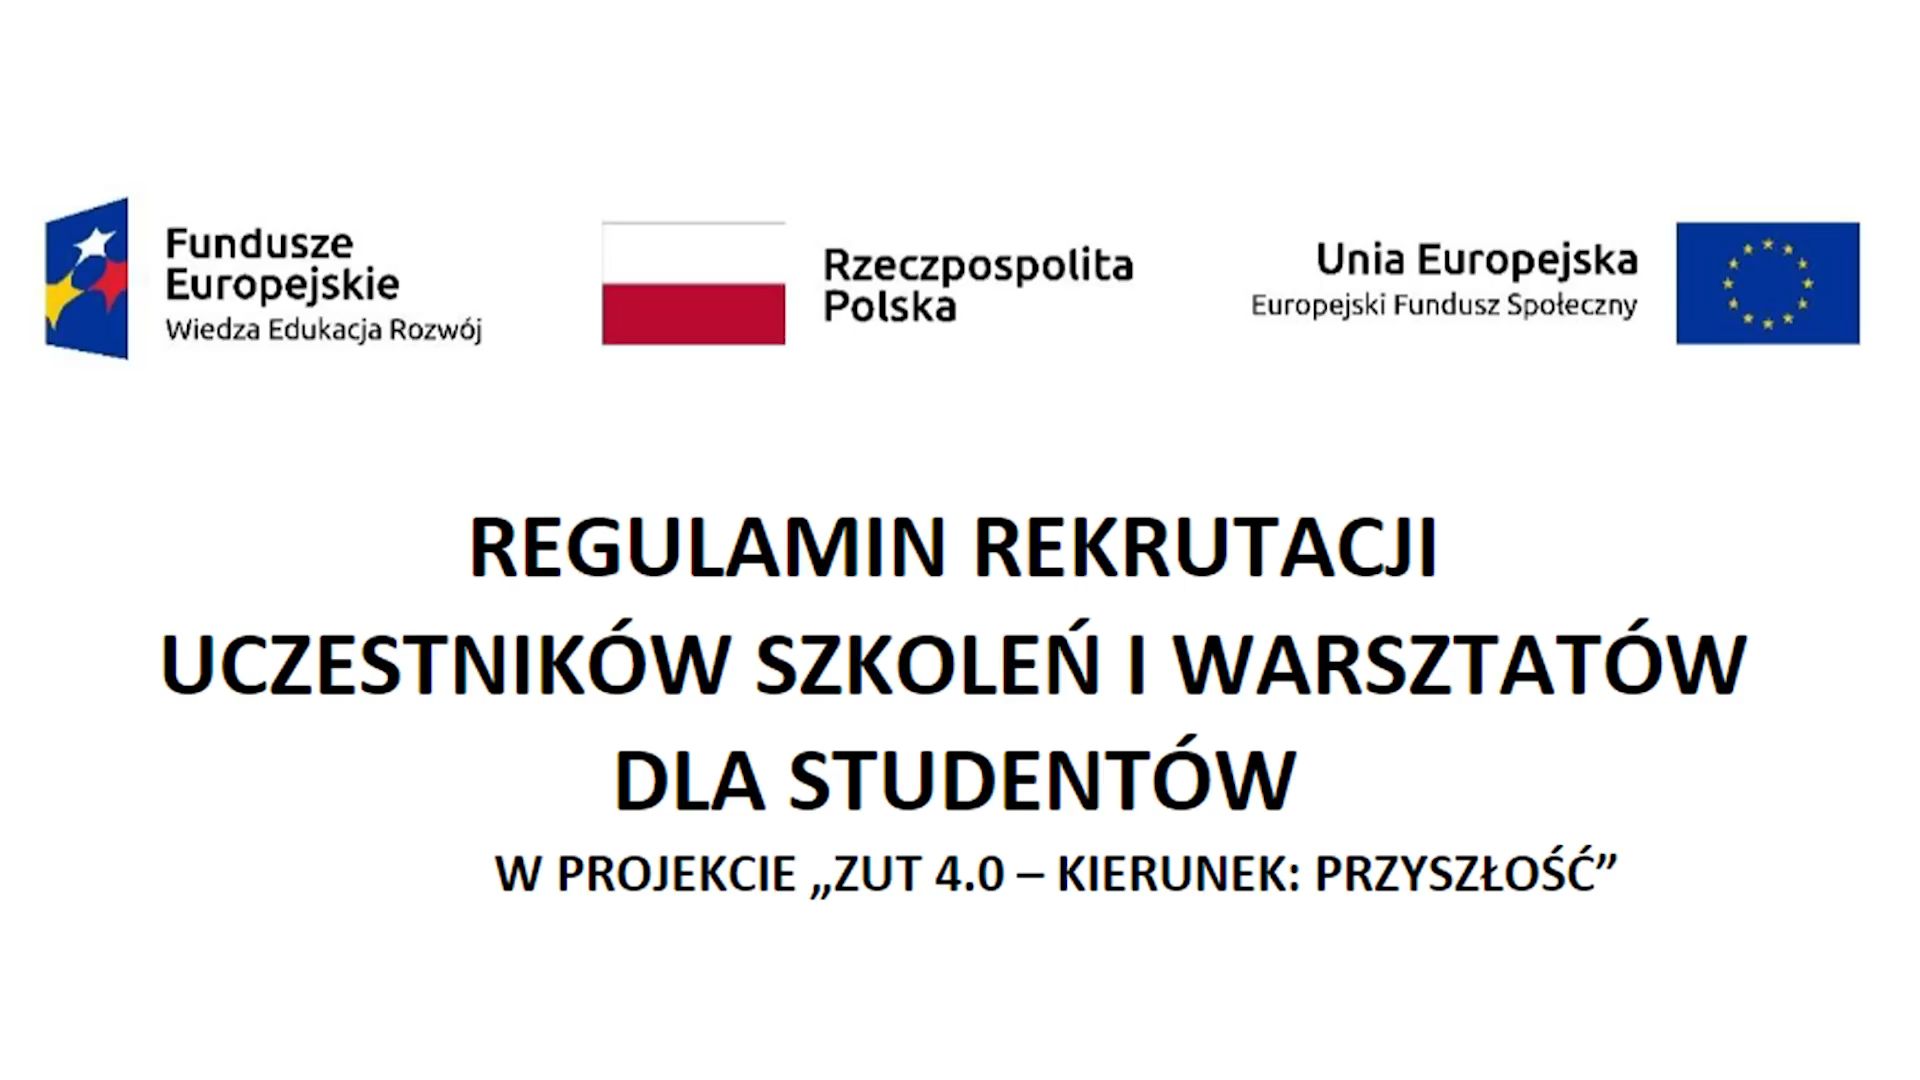 Fundusze
Europejskie
Wiedza Edukacja Rozwój
Rzeczpospolita
Polska
Unia Europejska
Europejski Fundusz Społeczny
REGULAMIN REKRUTACJI
UCZESTNIKÓW SZKOLEŃ I WARSZTATÓW
DLA STUDENTÓW
W PROJEKCIE „ZUT 4.0 – KIERUNEK: PRZYSZŁOŚĆ”